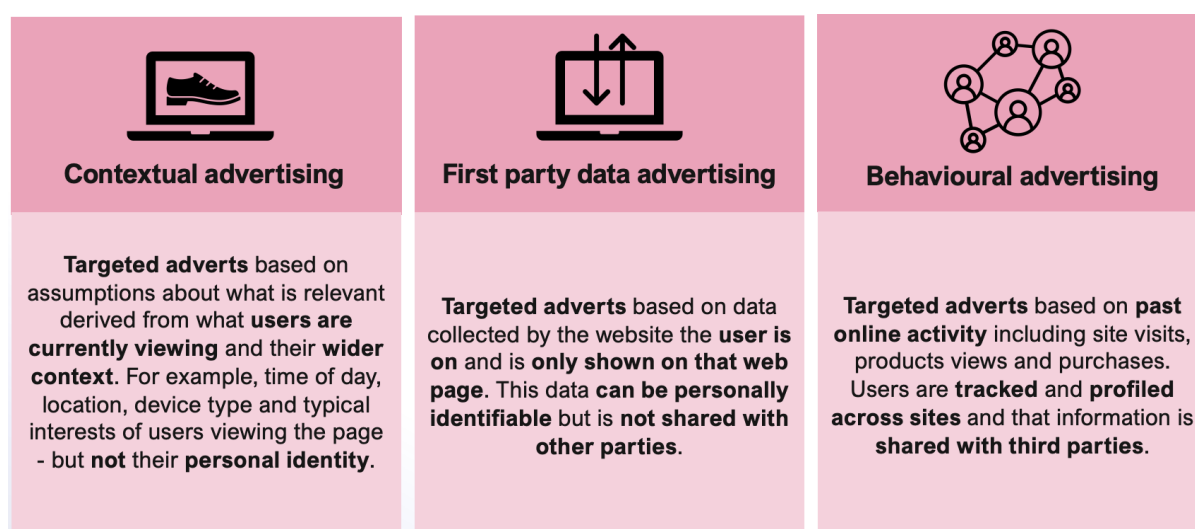 Contextual advertising
Targeted adverts based on
assumptions about what is relevant
derived from what users are
currently viewing and their wider
context. For example, time of day,
location, device type and typical
interests of users viewing the page
- but not their personal identity.
First party data advertising
Targeted adverts based on data
collected by the website the user is
on and is only shown on that web
page. This data can be personally
identifiable but is not shared with
other parties.
Behavioural advertising
Targeted adverts based on past
online activity including site visits,
products views and purchases.
Users are tracked and profiled
across sites and that information is
shared with third parties.